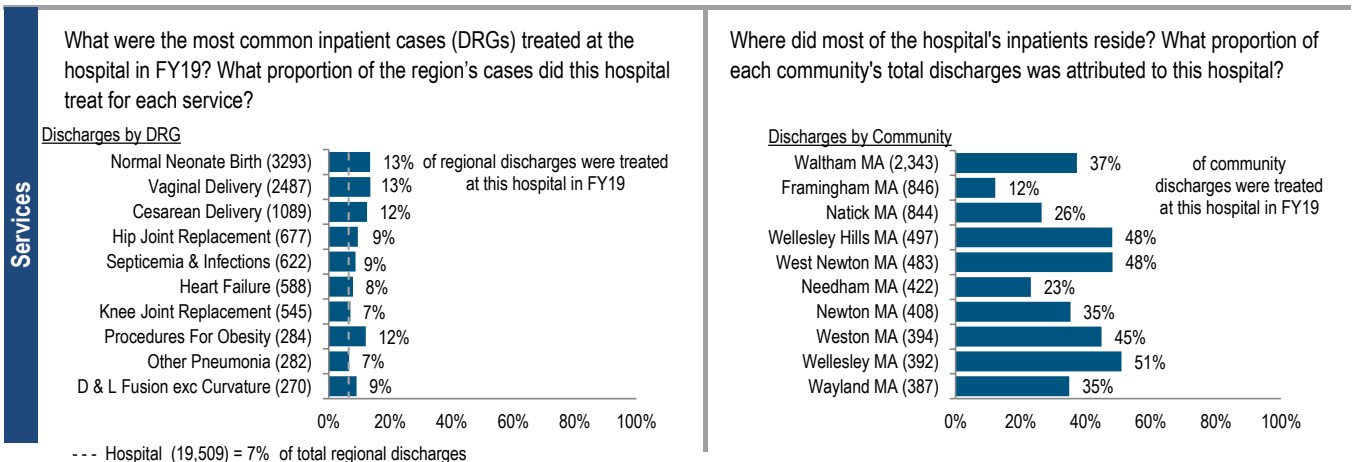 Services
What were the most common inpatient cases (DRGs) treated at the
hospital in FY19? What proportion of the region's cases did this hospital
treat for each service?
Discharges by DRG
Normal Neonate Birth (3293) 13% of regional discharges were treated
Vaginal Delivery (2487) 13% at this hospital in FY19
Cesarean Delivery (1089) 12%
Hip Joint Replacement (677) 9%
Septicemia & Infections (622) 9%
Heart Failure (588) 8%
Knee Joint Replacement (545) 7%
Procedures For Obesity (284) 12%
Other Pneumonia (282) 7%
D & L Fusion exc Curvature (270) 9%
0% 20% 40% 60% 80% 100%
- - - Hospital (19,509) = 7% of total regional discharges
Where did most of the hospital's inpatients reside? What proportion of
each community's total discharges was attributed to this hospital?
Discharges by Community
Waltham MA (2,343) 37% of community
Framingham MA (846) 12% discharges were treated
Natick MA (844) 26% at this hospital in FY19
Wellesley Hills MA (497) 48%
West Newton MA (483) 48%
Needham MA (422) 23%
Newton MA (408) 35%
Weston MA (394) 45%
Wellesley MA (392) 51%
Wayland MA (387) 35%
0% 20% 40% 60% 80% 100%